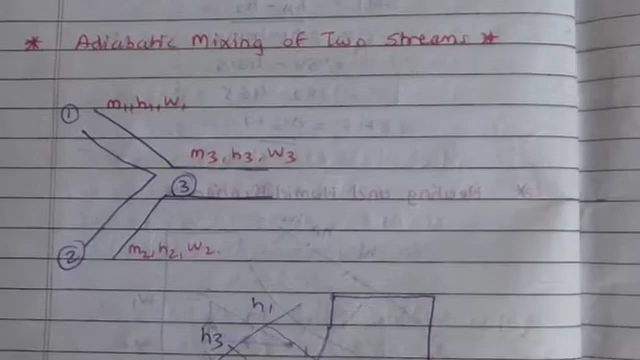 * Adiabatic Mixing of Two Streams *
① m1, h1, W1
m3, h3, W3
③
② m2, h2, W2.
h1
h3